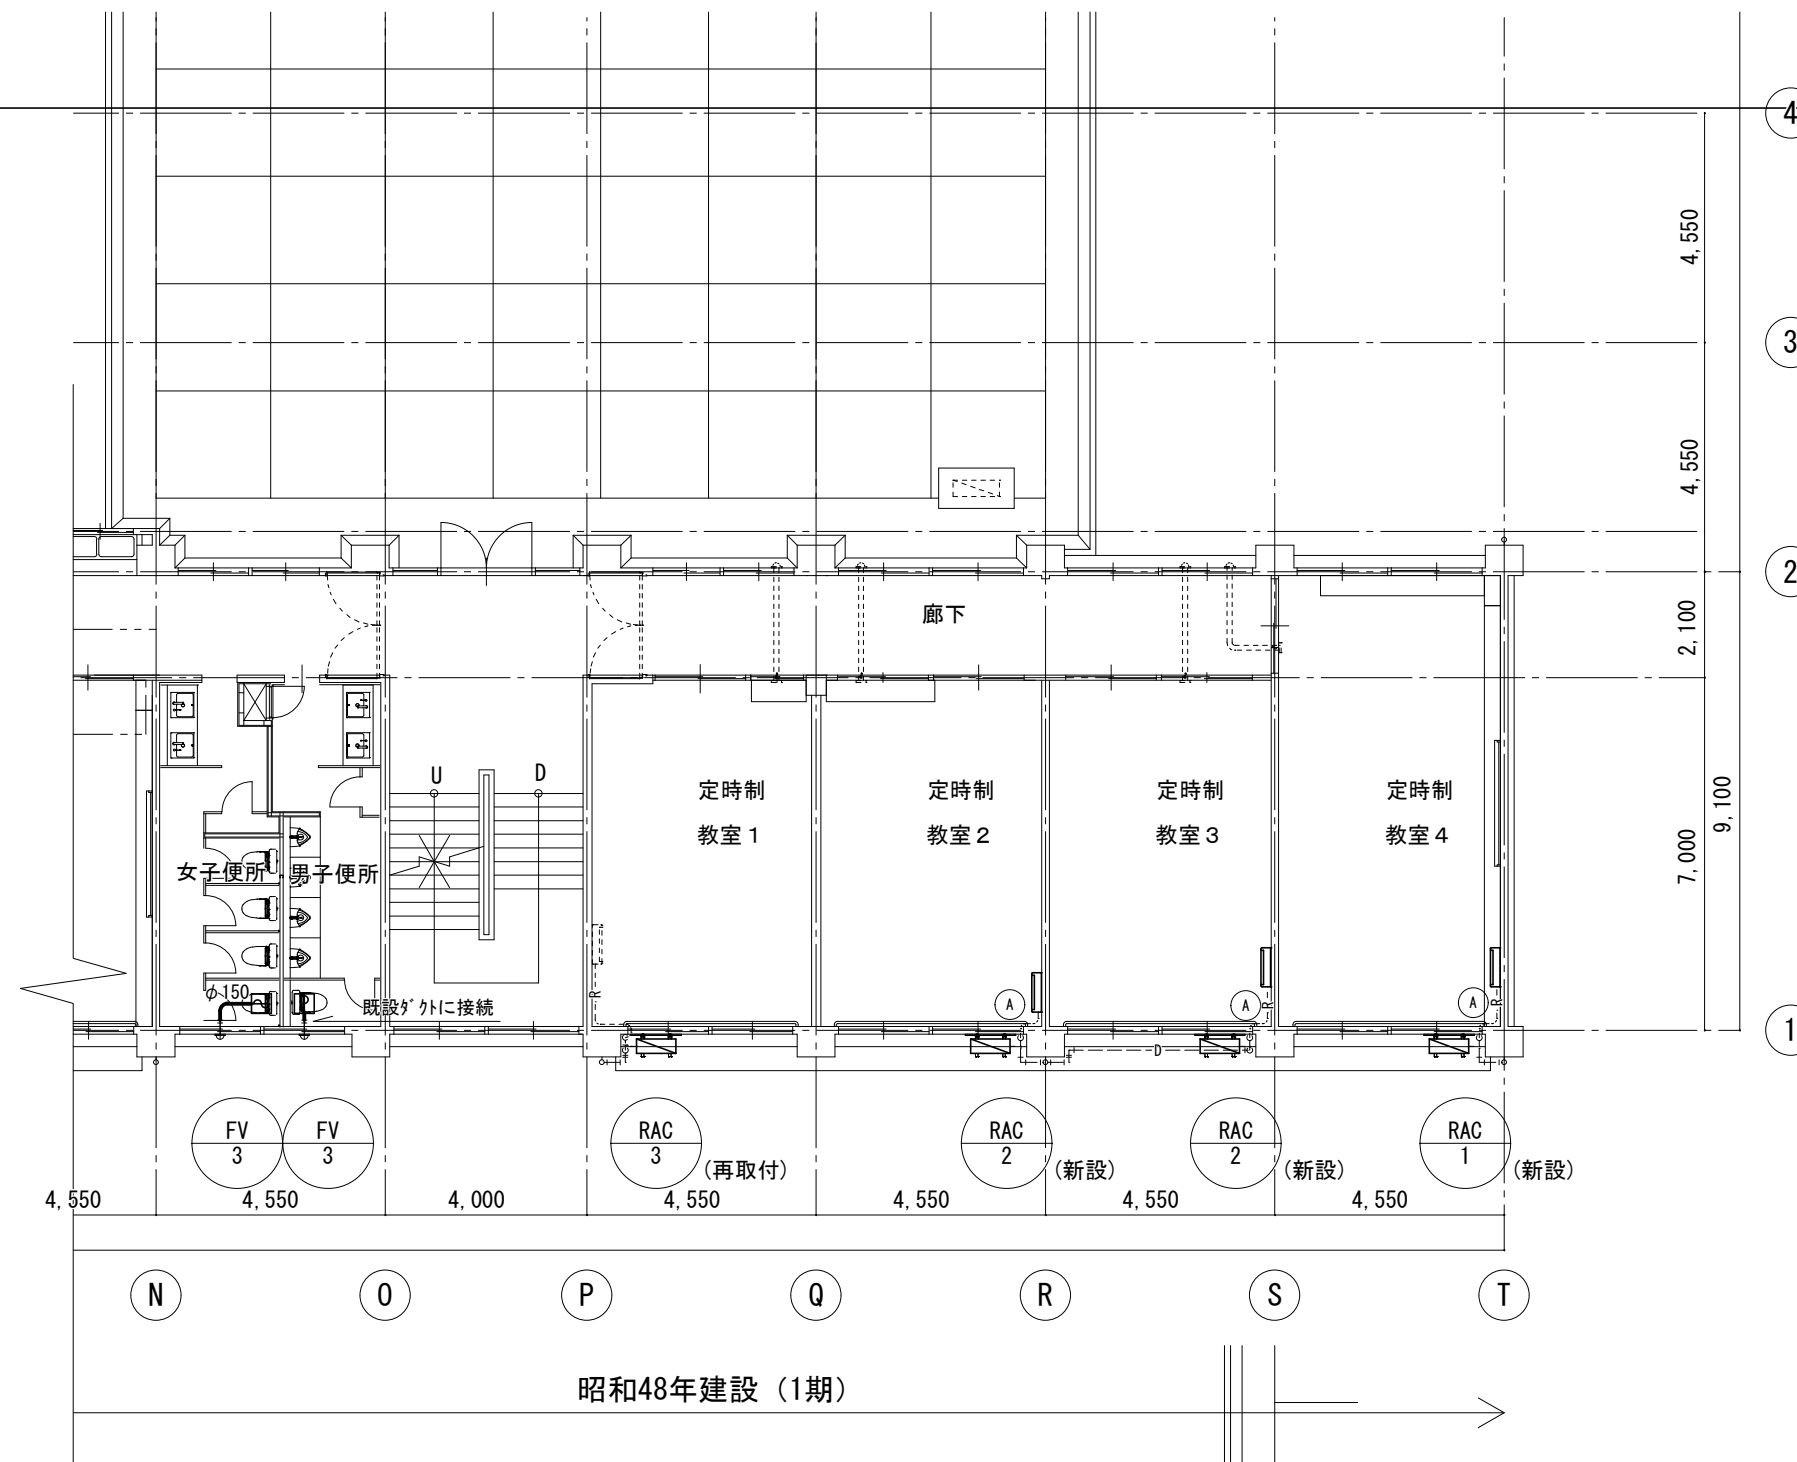 4
4,550
3
4,550
2
廊下
2,100
U
D
定時制
教室１
定時制
教室２
定時制
教室３
定時制
教室４
9,100
7,000
女子便所
男子便所
φ150
既設ﾀﾞｸﾄに接続
R
A
A
R
A
R
D
1
FV
3
FV
3
RAC
3
(再取付)
RAC
2
(新設)
RAC
2
(新設)
RAC
1
(新設)
4,550
4,550
4,000
4,550
4,550
4,550
4,550
N
O
P
Q
R
S
T
昭和48年建設（1期）